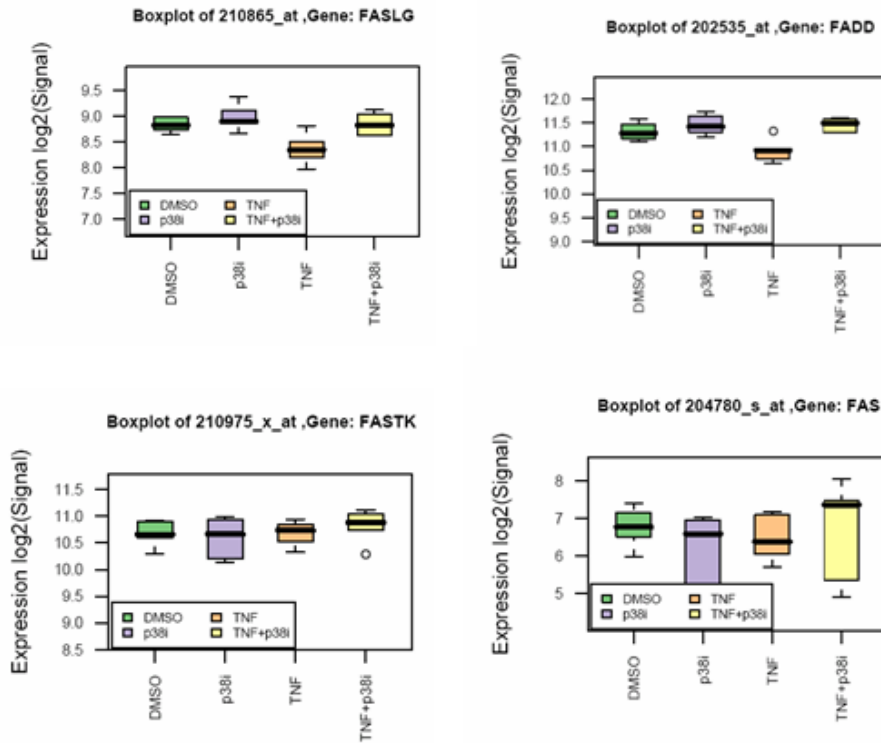 Boxplot of 210865_at ,Gene: FASLG
Expression log2(Signal)
9.5
9.0
8.5
8.0
7.5
7.0
DMSO TNF
p38i TNF+p38i
DMSO
p38i
TNF
TNF+p38i
Boxplot of 202535_at ,Gene: FADD
Expression log2(Signal)
12.0
11.5
11.0
10.5
10.0
9.5
9.0
DMSO TNF
p38i TNF+p38i
DMSO
p38i
TNF
TNF+p38i
Boxplot of 210975_x_at ,Gene: FASTK
Expression log2(Signal)
11.5
11.0
10.5
10.0
9.5
9.0
8.5
DMSO TNF
p38i TNF+p38i
DMSO
p38i
TNF
TNF+p38i
Boxplot of 204780_s_at ,Gene: FAS
Expression log2(Signal)
8
7
6
5
DMSO TNF
p38i TNF+p38i
DMSO
p38i
TNF
TNF+p38i